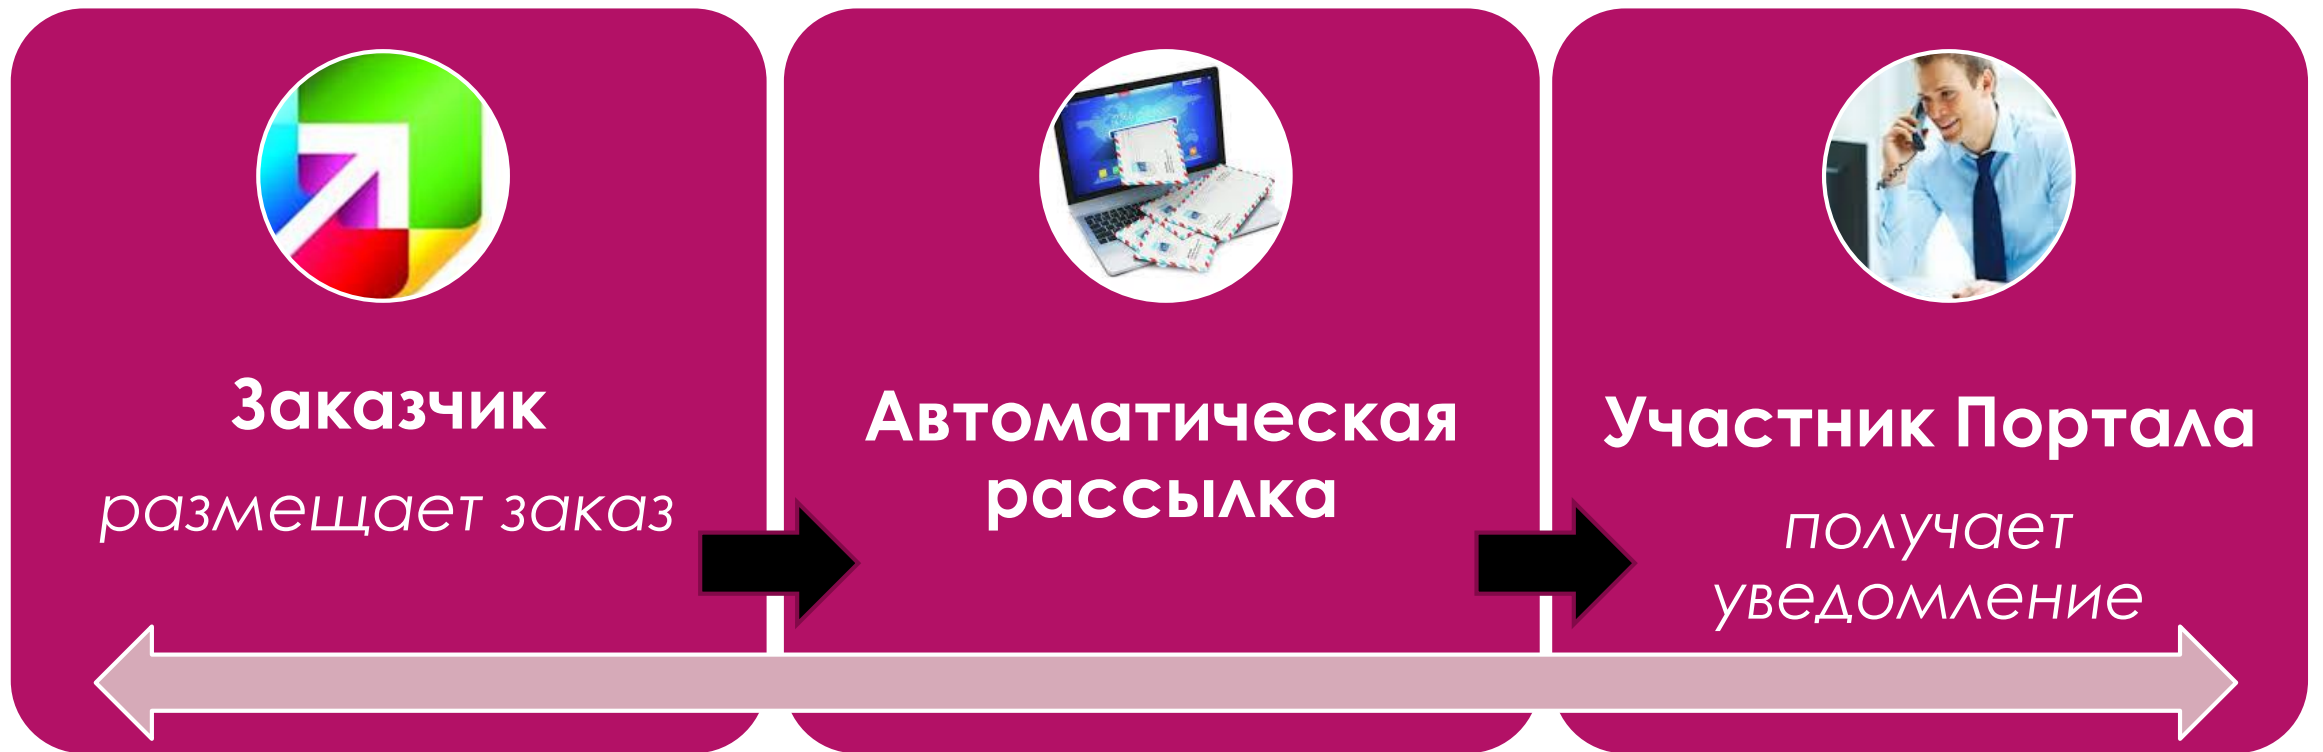 Заказчик
размещает заказ
Автоматическая
рассылка
Участник Портала
получает
уведомление